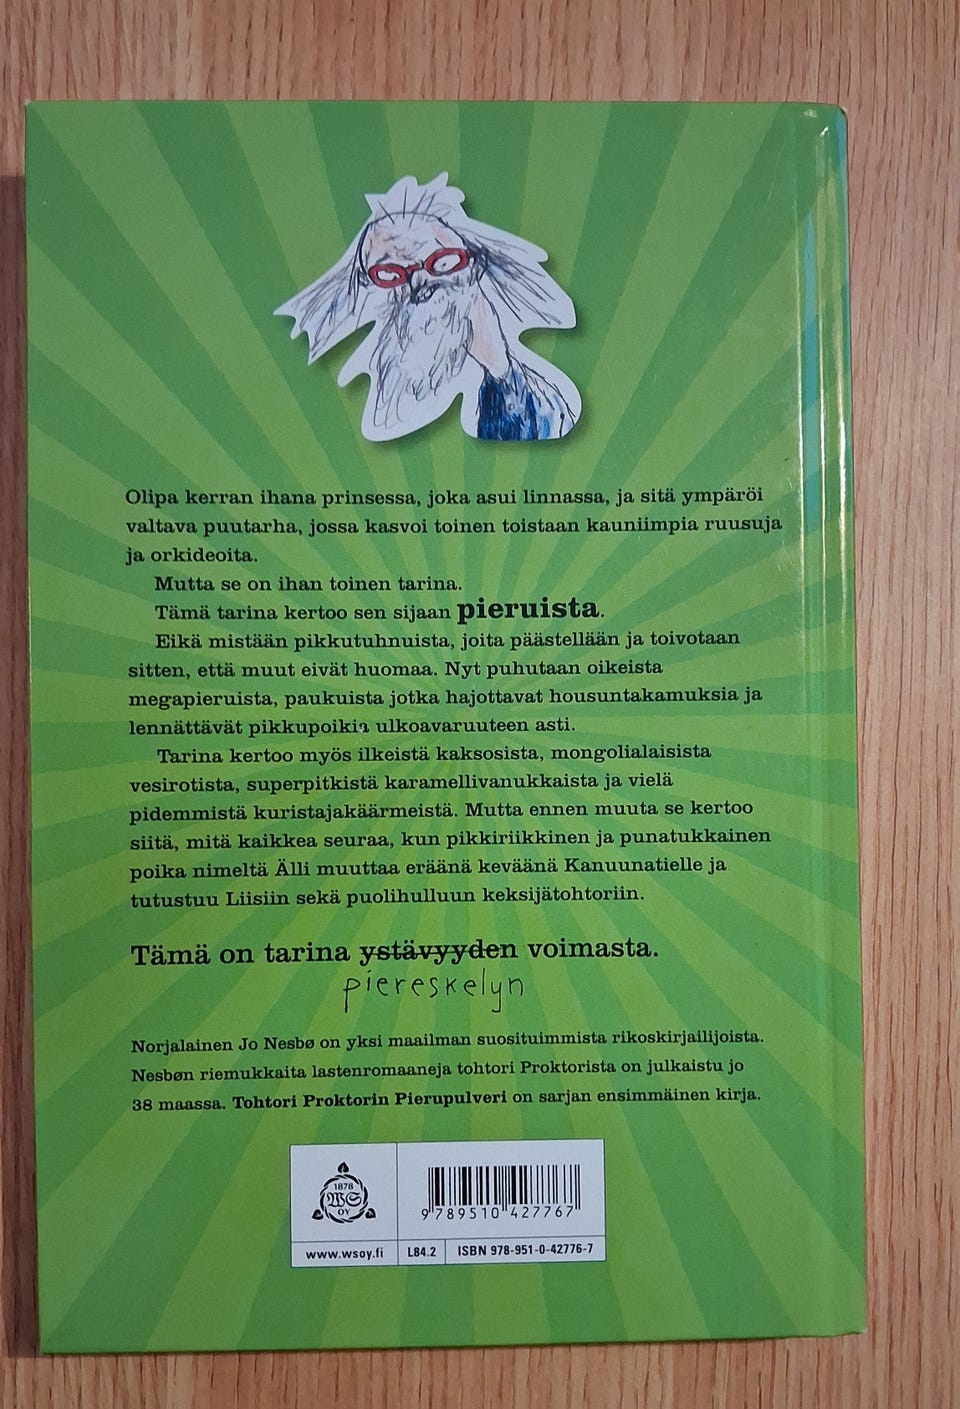 Olipa kerran ihana prinsessa, joka asui linnassa, ja sitä ympäröi
valtava puutarha, jossa kasvoi toinen toistaan kauniimpia ruusuja
ja orkideoita.
Mutta se on ihan toinen tarina.
Tämä tarina kertoo sen sijaan pieruista.
Eikä mistään pikkutuhnuista, joita päästellään ja toivotaan
sitten, että muut eivät huomaa. Nyt puhutaan oikeista
megapieruista, paukuista jotka hajottavat housuntakamuksia ja
lennättävät pikkupoikia ulkoavaruuteen asti.
Tarina kertoo myös ilkeistä kaksosista, mongolialaisista
vesirotista, superpitkistä karamellivanukkaista ja vielä
pidemmistä kuristajakäärmeistä. Mutta ennen muuta se kertoo
siitä, mitä kaikkea seuraa, kun pikkiriikkinen ja punatukkainen
poika nimeltä Älli muuttaa eräänä keväänä Kanuunatielle ja
tutustuu Liisiin sekä puolihulluun keksijätohtoriin.
Tämä on tarina ystävyyden voimasta.
piereskelyn
Norjalainen Jo Nesbø on yksi maailman suosituimmista rikoskirjailijoista.
Nesbøn riemukkaita lastenromaaneja tohtori Proktorista on julkaistu jo
38 maassa. Tohtori Proktorin Pierupulveri on sarjan ensimmäinen kirja.
1878
WS
OY
9 789510 427767
www.wsoy.fi L84.2 ISBN 978-951-0-42776-7